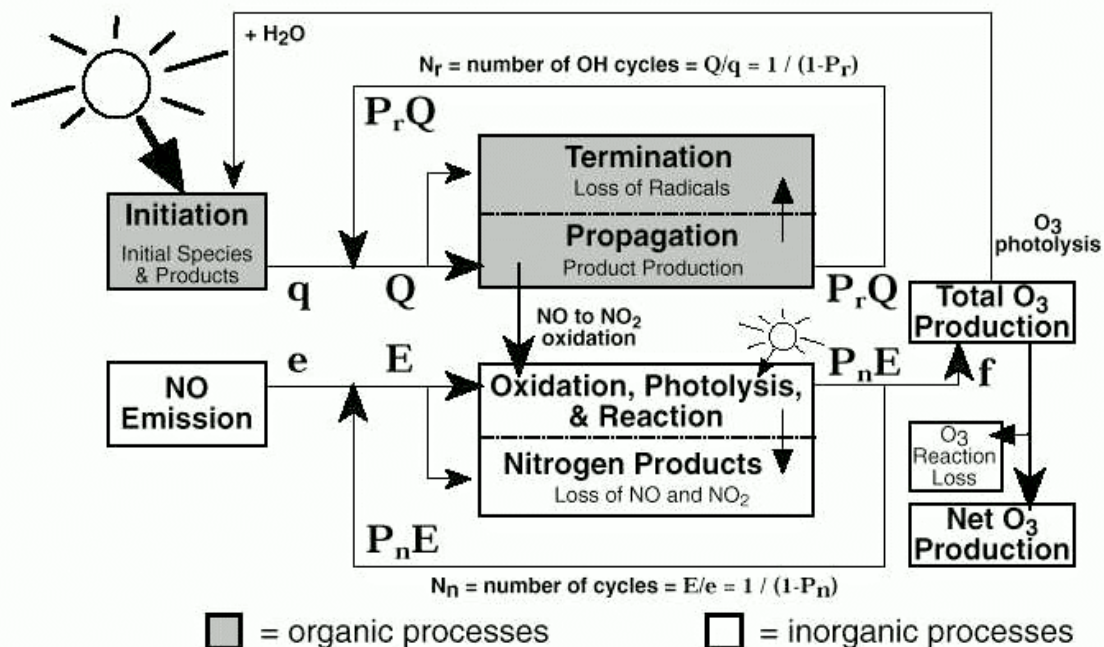 + H₂O
Nᵣ = number of OH cycles = Q/q = 1 / (1-Pᵣ)
PᵣQ
Termination
Loss of Radicals
Initiation
Initial Species
& Products
Propagation
Product Production
O₃
photolysis
q
Q
PᵣQ
NO to NO₂
oxidation
Total O₃
Production
e
E
PₙE
f
NO
Emission
Oxidation, Photolysis,
& Reaction
Nitrogen Products
Loss of NO and NO₂
O₃
Reaction
Loss
PₙE
Net O₃
Production
Nₙ = number of cycles = E/e = 1 / (1-Pₙ)
= organic processes
= inorganic processes